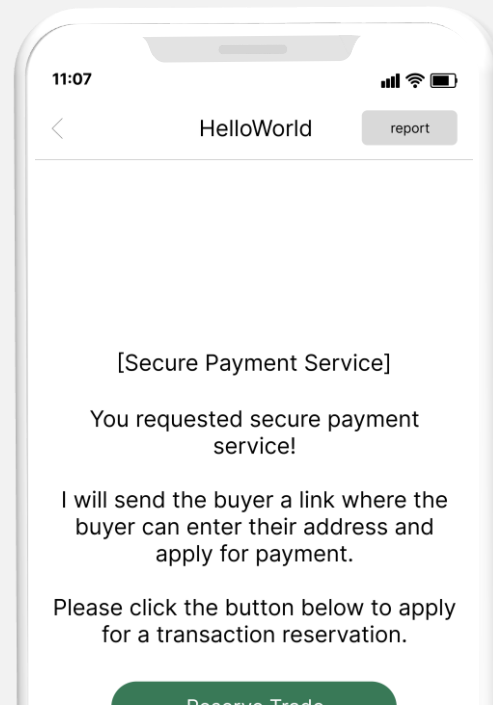 11:07
HelloWorld report
[Secure Payment Service]
You requested secure payment
service!
I will send the buyer a link where the
buyer can enter their address and
apply for payment.
Please click the button below to apply
for a transaction reservation.
Reserve Trade